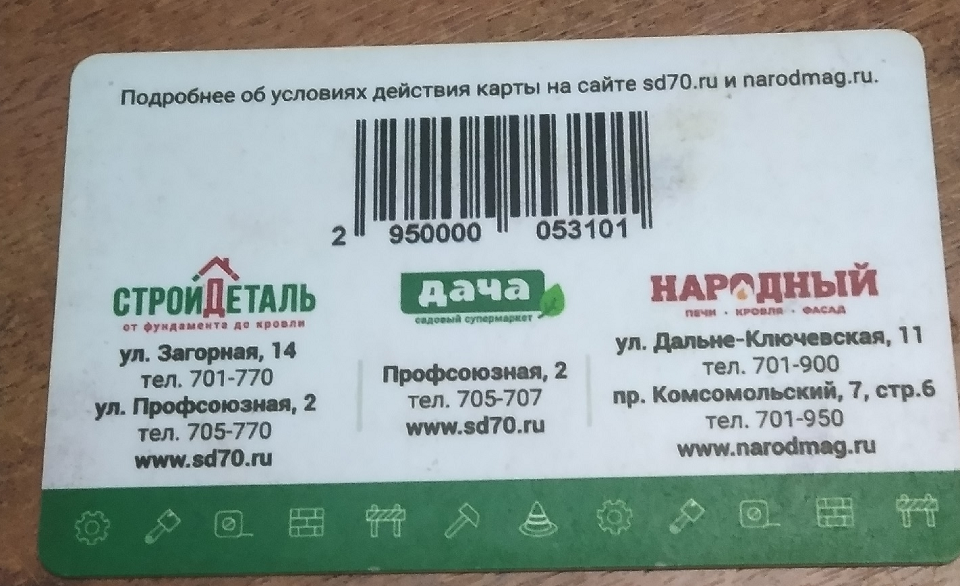 Подробнее об условиях действия карты на сайте sd70.ru и narodmag.ru.
2 950000 053101
СТРОЙДЕТАЛЬ
от фундамента до кровли
ул. Загорная, 14
тел. 701-770
ул. Профсоюзная, 2
тел. 705-770
www.sd70.ru
дача
садовый супермаркет
Профсоюзная, 2
тел. 705-707
www.sd70.ru
НАРОДНЫЙ
ПЕЧИ · КРОВЛЯ · ФАСАД
ул. Дальне-Ключевская, 11
тел. 701-900
пр. Комсомольский, 7, стр.6
тел. 701-950
www.narodmag.ru